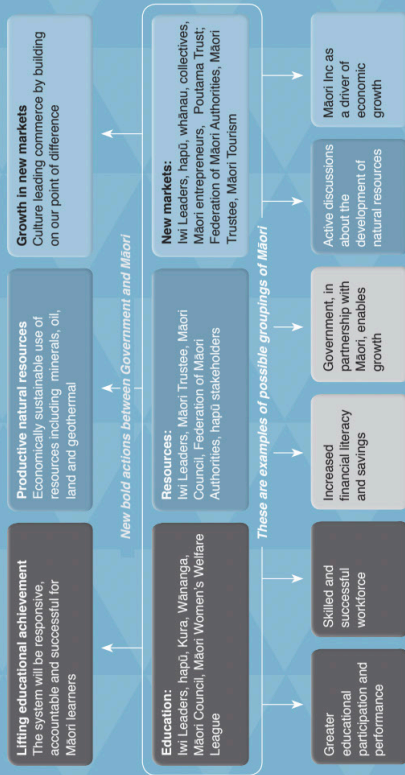 Lifting educational achievement
The system will be responsive,
accountable and successful for
Māori learners
Productive natural resources
Economically sustainable use of
resources including minerals, oil,
land and geothermal
Growth in new markets
Culture leading commerce by building
on our point of difference
New bold actions between Government and Māori
Education:
Iwi Leaders, hapū, Kura, Wānanga,
Māori Council, Māori Women's Welfare
League
Resources:
Iwi Leaders, Māori Trustee, Māori
Council, Federation of Māori
Authorities, hapū stakeholders
New markets:
Iwi Leaders, hapū, whānau, collectives,
Māori entrepreneurs, Poutama Trust;
Federation of Māori Authorities, Māori
Trustee, Māori Tourism
These are examples of possible groupings of Māori
Greater
educational
participation and
performance
Skilled and
successful
workforce
Increased
financial literacy
and savings
Government, in
partnership with
Māori, enables
growth
Active discussions
about the
development of
natural resources
Māori Inc as
a driver of
economic
growth